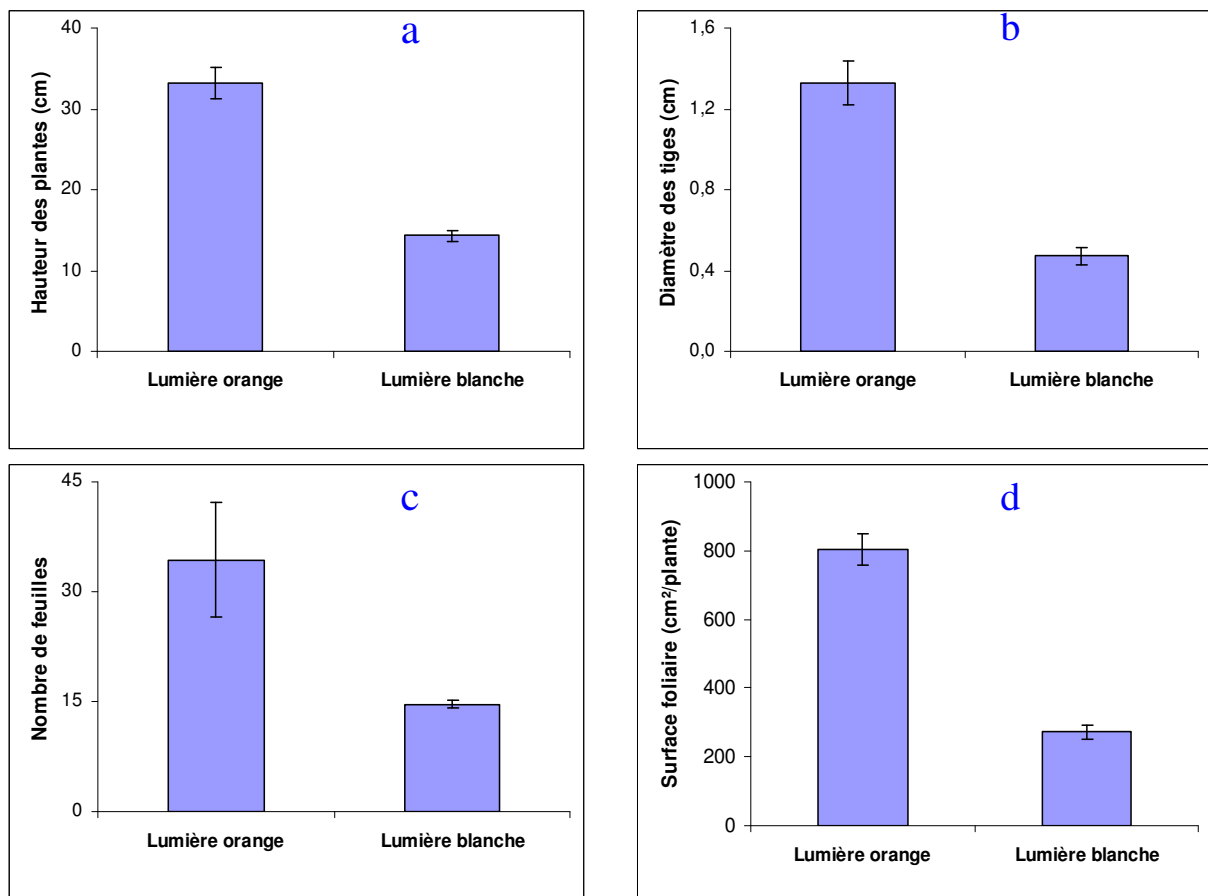 a
Hauteur des plantes (cm)
40
30
20
10
0
Lumière orange
Lumière blanche
b
Diamètre des tiges (cm)
1,6
1,2
0,8
0,4
0,0
Lumière orange
Lumière blanche
c
Nombre de feuilles
45
30
15
0
Lumière orange
Lumière blanche
d
Surface foliaire (cm²/plante)
1000
800
600
400
200
0
Lumière orange
Lumière blanche